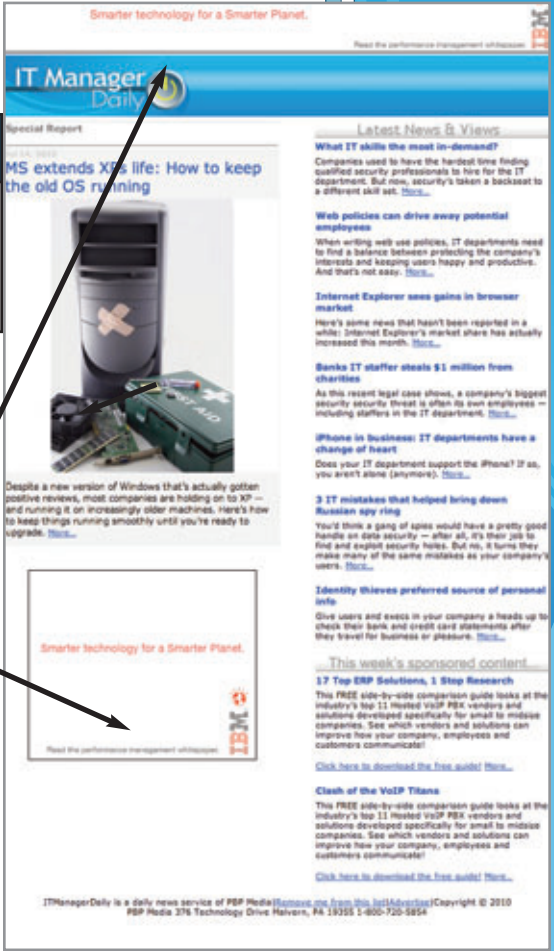 Smarter technology for a Smarter Planet.
Read the performance management whitepaper.
IBM
IT Manager
Daily
Special Report
MS extends XPs life: How to keep
the old OS running
FIRST AID
Despite a new version of Windows that's actually gotten
positive reviews, most companies are holding on to XP —
and running it on increasingly older machines. Here's how
to keep things running smoothly until you're ready to
upgrade. More...
Smarter technology for a Smarter Planet.
Read the performance management whitepaper.
IBM
Latest News & Views
What IT skills the most in-demand?
Companies used to have the hardest time finding
qualified security professionals to hire for the IT
department. But now, security's taken a backseat to
a different skill set. More...
Web policies can drive away potential
employees
When writing web use policies, IT departments need
to find a balance between protecting the company's
interests and keeping users happy and productive.
And that's not easy. More...
Internet Explorer sees gains in browser
market
Here's some news that hasn't been reported in a
while: Internet Explorer's market share has actually
increased this month. More...
Banks IT staffer steals $1 million from
charities
As this recent legal case shows, a company's biggest
security security threat is often its own employees —
including staffers in the IT department. More...
iPhone in business: IT departments have a
change of heart
Does your IT department support the iPhone? If so,
you aren't alone (anymore). More...
3 IT mistakes that helped bring down
Russian spy ring
You'd think a gang of spies would have a pretty good
handle on data security — after all, it's their job to
find and exploit security holes. But no, it turns they
make many of the same mistakes as your company's
users. More...
Identity thieves preferred source of personal
info
Give users and execs in your company a heads up to
check their bank and credit card statements after
they travel for business or pleasure. More...
This week's sponsored content...
17 Top ERP Solutions, 1 Stop Research
This FREE side-by-side comparison guide looks at the
industry's top 11 Hosted VoIP PBX vendors and
solutions developed specifically for small to midsize
companies. See which vendors and solutions can
improve how your company, employees and
customers communicate!
Click here to download the free guide! More...
Clash of the VoIP Titans
This FREE side-by-side comparison guide looks at the
industry's top 11 Hosted VoIP PBX vendors and
solutions developed specifically for small to midsize
companies. See which vendors and solutions can
improve how your company, employees and
customers communicate!
Click here to download the free guide! More...
ITManagerDaily is a daily news service of PBP Media|Remove me from this list|Advertise|Copyright © 2010
PBP Media 376 Technology Drive Malvern, PA 19355 1-800-720-5854